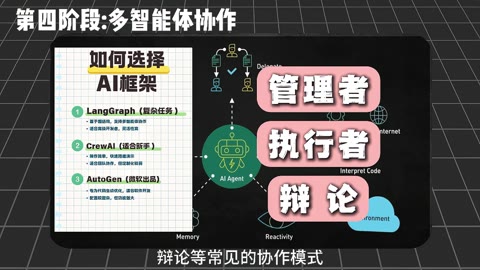 第四阶段:多智能体协作
如何选择
AI框架
1
LangGraph（复杂任务）
2
CrewAI（适合新手）
3
AutoGen（微软出品）
Delegate
管理者
执行者
辩论
Internet
Interpret Code
AI Agent
Memory
Reactivity
Environment
辩论等常见的协作模式